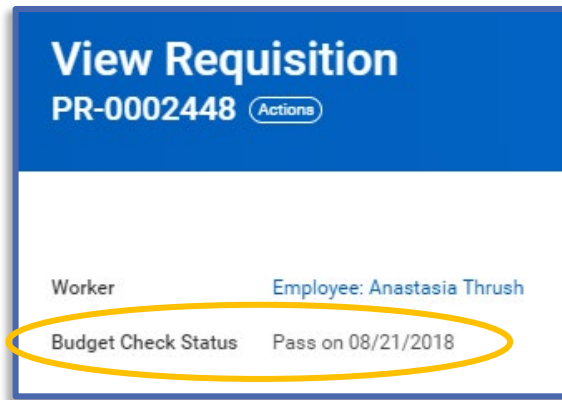 View Requisition
PR-0002448 Actions
Worker Employee: Anastasia Thrush
Budget Check Status Pass on 08/21/2018